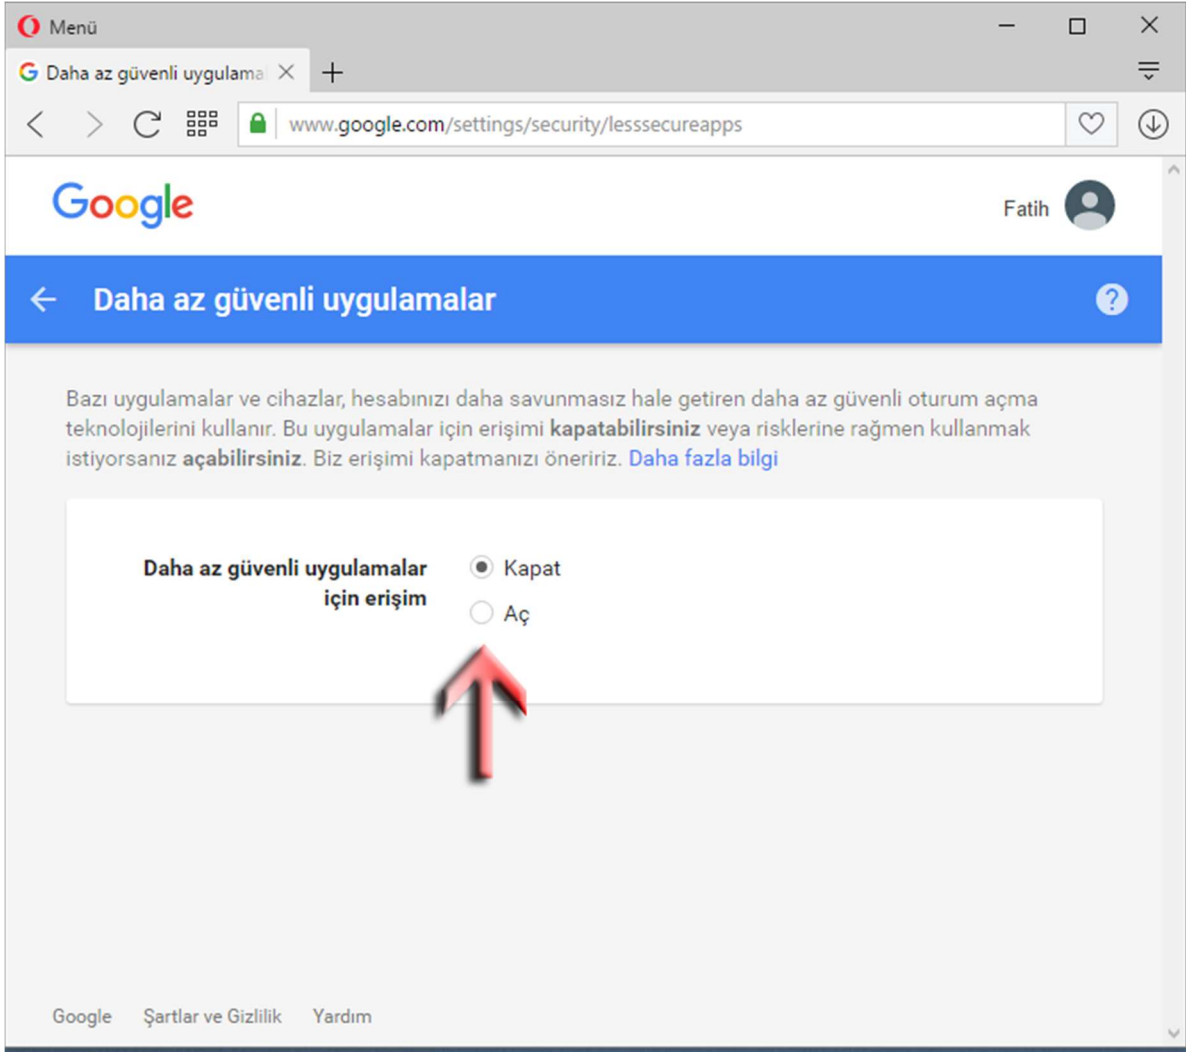 Menü
Daha az güvenli uygulama
www.google.com/settings/security/lesssecureapps
Google
Fatih
Daha az güvenli uygulamalar
?
Bazı uygulamalar ve cihazlar, hesabınızı daha savunmasız hale getiren daha az güvenli oturum açma
teknolojilerini kullanır. Bu uygulamalar için erişimi kapatabilirsiniz veya risklerine rağmen kullanmak
istiyorsanız açabilirsiniz. Biz erişimi kapatmanızı öneririz. Daha fazla bilgi
Daha az güvenli uygulamalar
için erişim
Kapat
Aç
Google Şartlar ve Gizlilik Yardım